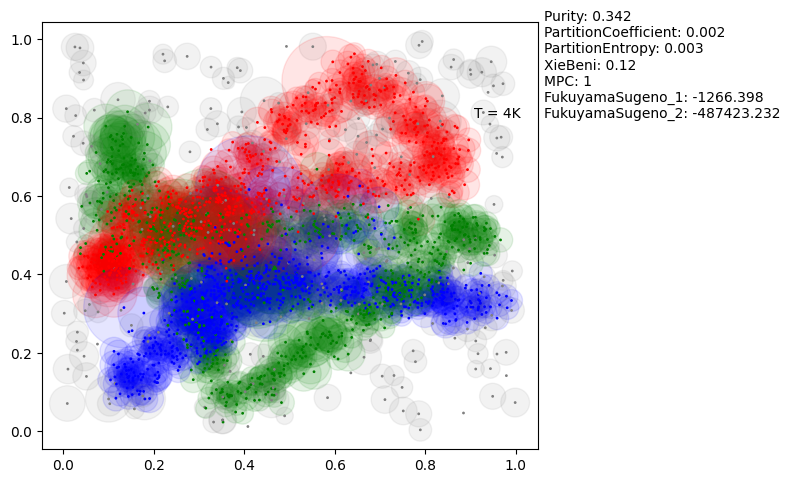 Purity: 0.342
PartitionCoefficient: 0.002
PartitionEntropy: 0.003
XieBeni: 0.12
MPC: 1
FukuyamaSugeno_1: -1266.398
FukuyamaSugeno_2: -487423.232
T = 4K
1.0
0.8
0.6
0.4
0.2
0.0
0.0 0.2 0.4 0.6 0.8 1.0